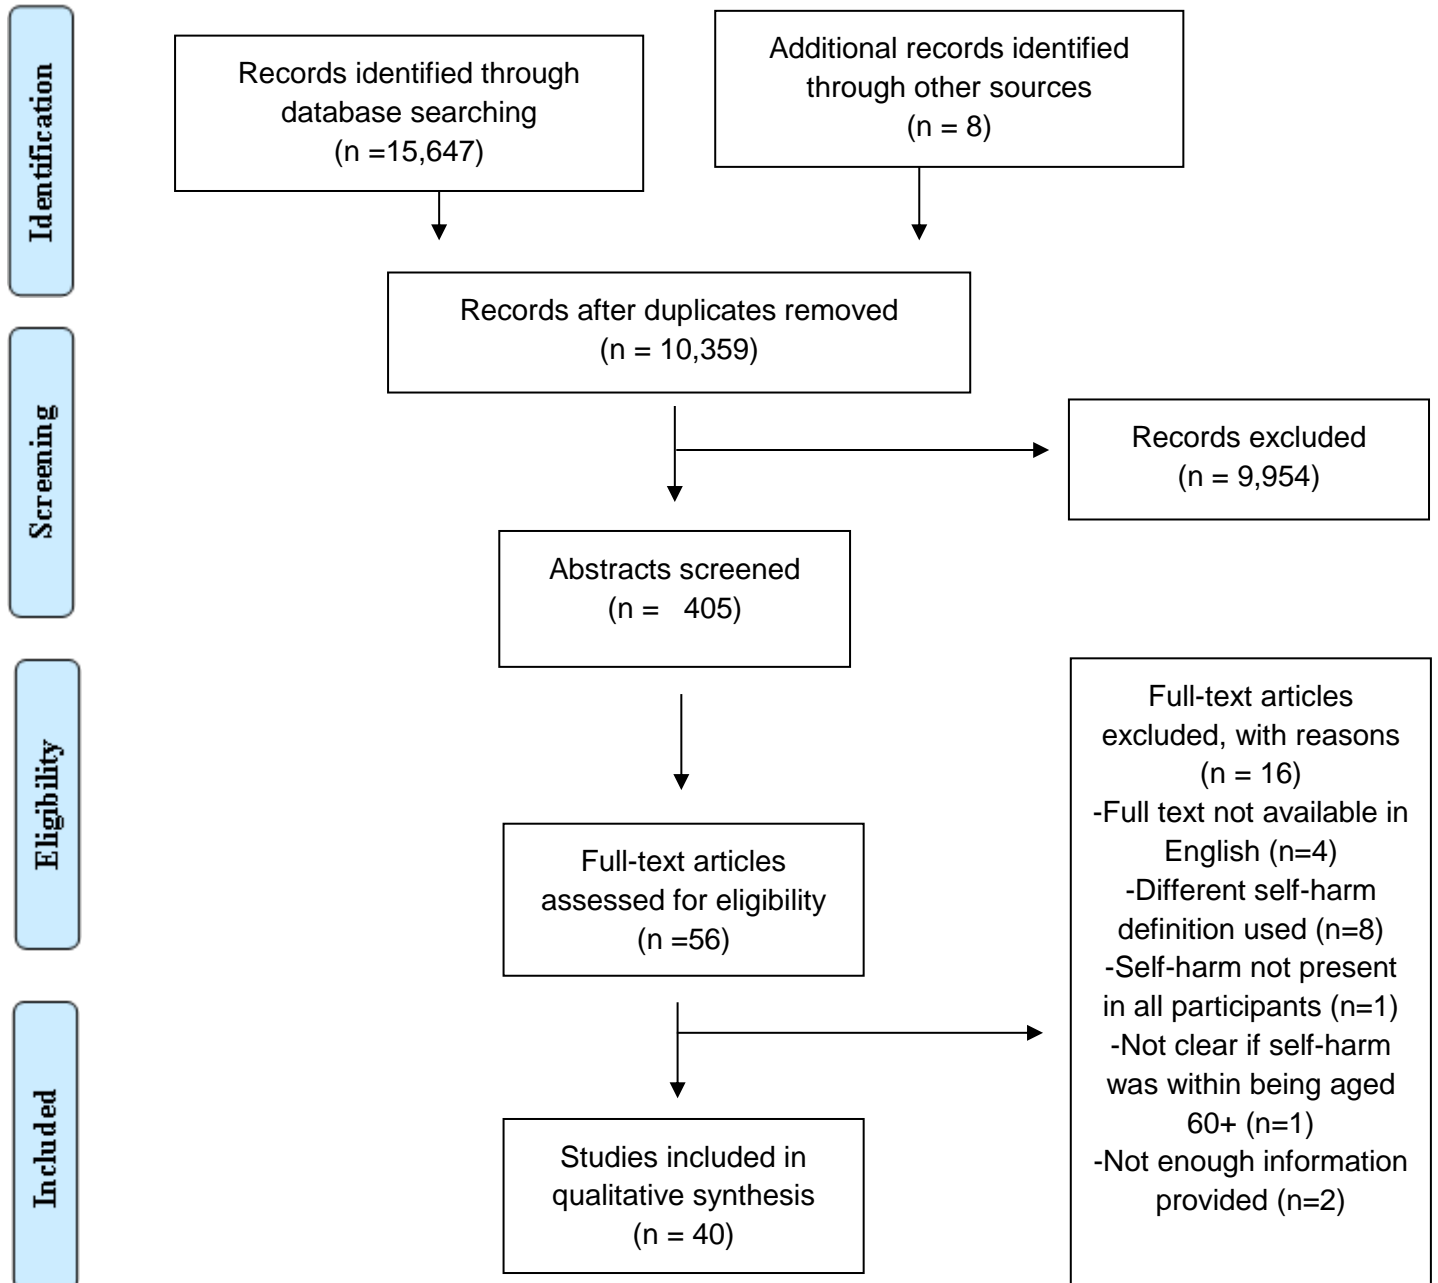 Identification
Records identified through
database searching
(n =15,647)
Additional records identified
through other sources
(n = 8)
Records after duplicates removed
(n = 10,359)
Screening
Records excluded
(n = 9,954)
Abstracts screened
(n =   405)
Eligibility
Full-text articles
assessed for eligibility
(n =56)
Full-text articles
excluded, with reasons
(n = 16)
-Full text not available in
English (n=4)
-Different self-harm
definition used (n=8)
-Self-harm not present
in all participants (n=1)
-Not clear if self-harm
was within being aged
60+ (n=1)
-Not enough information
provided (n=2)
Included
Studies included in
qualitative synthesis
(n = 40)